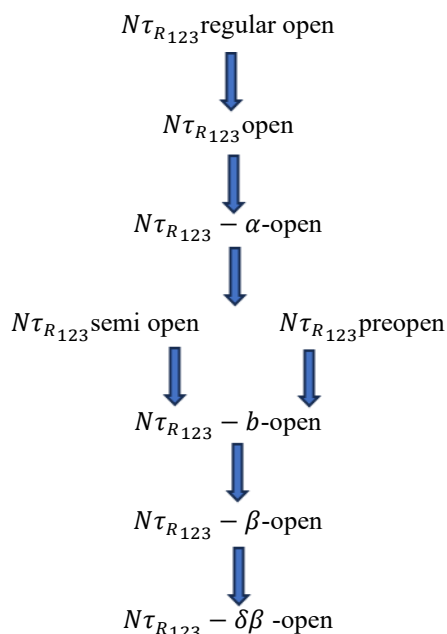 𝑁𝜏_{𝑅_{123}} regular open
𝑁𝜏_{𝑅_{123}} open
𝑁𝜏_{𝑅_{123}} − 𝛼-open
𝑁𝜏_{𝑅_{123}} semi open 𝑁𝜏_{𝑅_{123}} preopen
𝑁𝜏_{𝑅_{123}} − 𝑏-open
𝑁𝜏_{𝑅_{123}} − 𝛽-open
𝑁𝜏_{𝑅_{123}} − 𝛿𝛽 -open